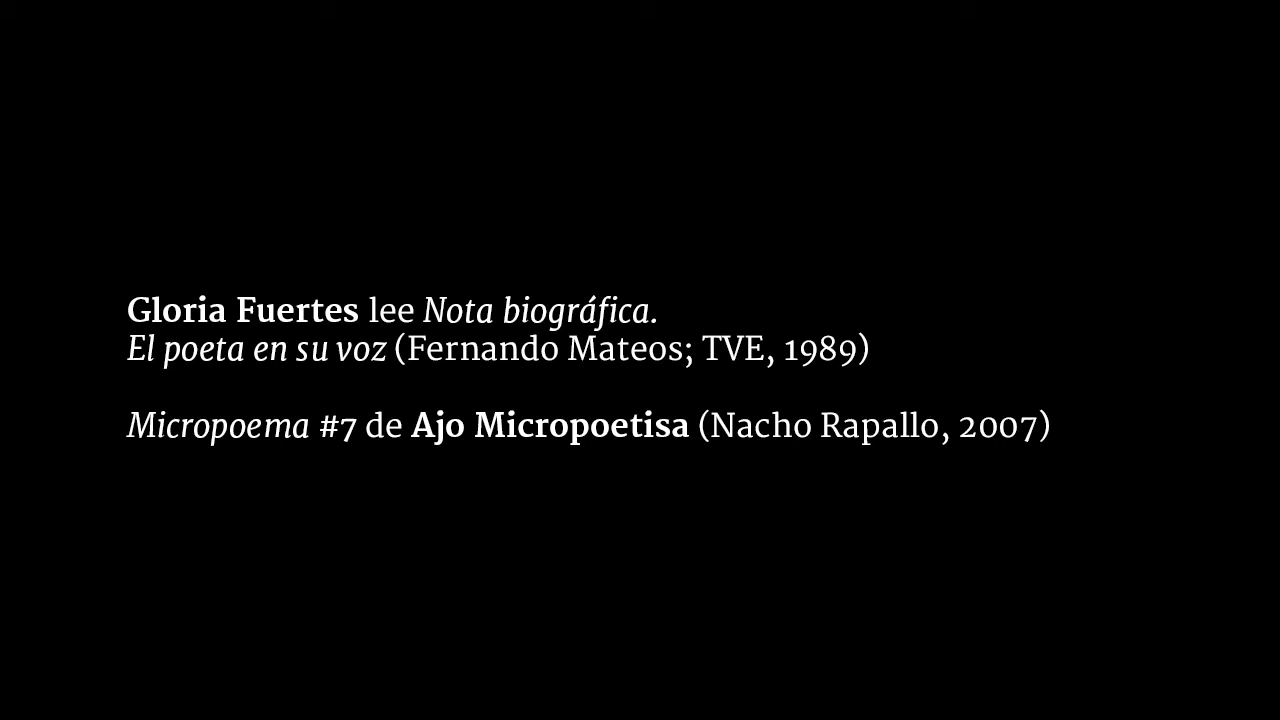 Gloria Fuertes lee Nota biográfica.
El poeta en su voz (Fernando Mateos; TVE, 1989)
Micropoema #7 de Ajo Micropoetisa (Nacho Rapallo, 2007)